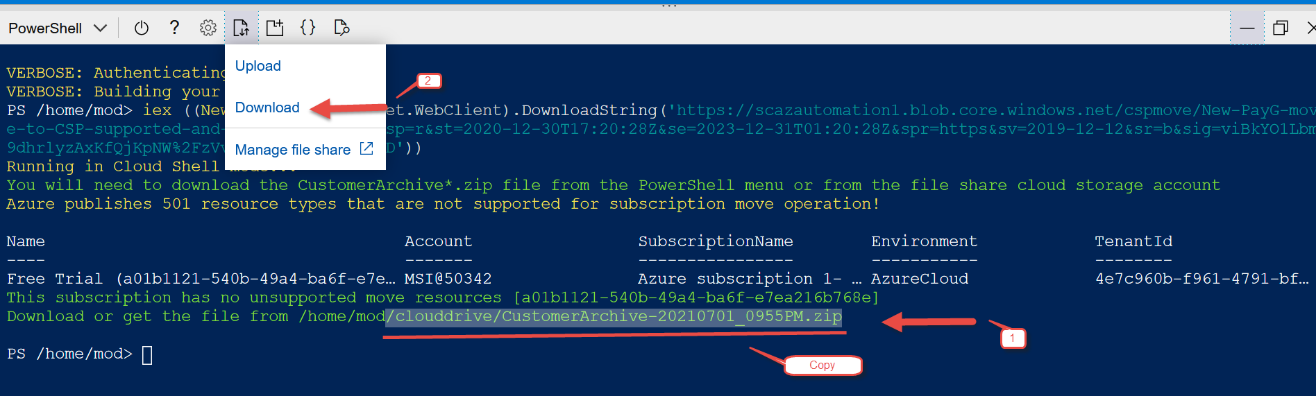 PowerShell
Upload
Download
Manage file share
2
VERBOSE: Authenticating
VERBOSE: Building your
PS /home/mod> iex ((New et.WebClient).DownloadString('https://scazautomation1.blob.core.windows.net/cspmove/New-PayG-mov
e-to-CSP-supported-and- sp=r&st=2020-12-30T17:20:28Z&se=2023-12-31T01:20:28Z&spr=https&sv=2019-12-12&sr=b&sig=viBkYO1Lbm
9dhrlyzAxKfQjKpNW%2FzV D'))
Running in Cloud Shell
You will need to download the CustomerArchive*.zip file from the PowerShell menu or from the file share cloud storage account
Azure publishes 501 resource types that are not supported for subscription move operation!
Name Account SubscriptionName Environment TenantId
---- ------- ---------------- ----------- --------
Free Trial (a01b1121-540b-49a4-ba6f-e7e… MSI@50342 Azure subscription 1- … AzureCloud 4e7c960b-f961-4791-bf…
This subscription has no unsupported move resources [a01b1121-540b-49a4-ba6f-e7ea216b768e]
Download or get the file from /home/mod/clouddrive/CustomerArchive-20210701_0955PM.zip
1
PS /home/mod>
Copy